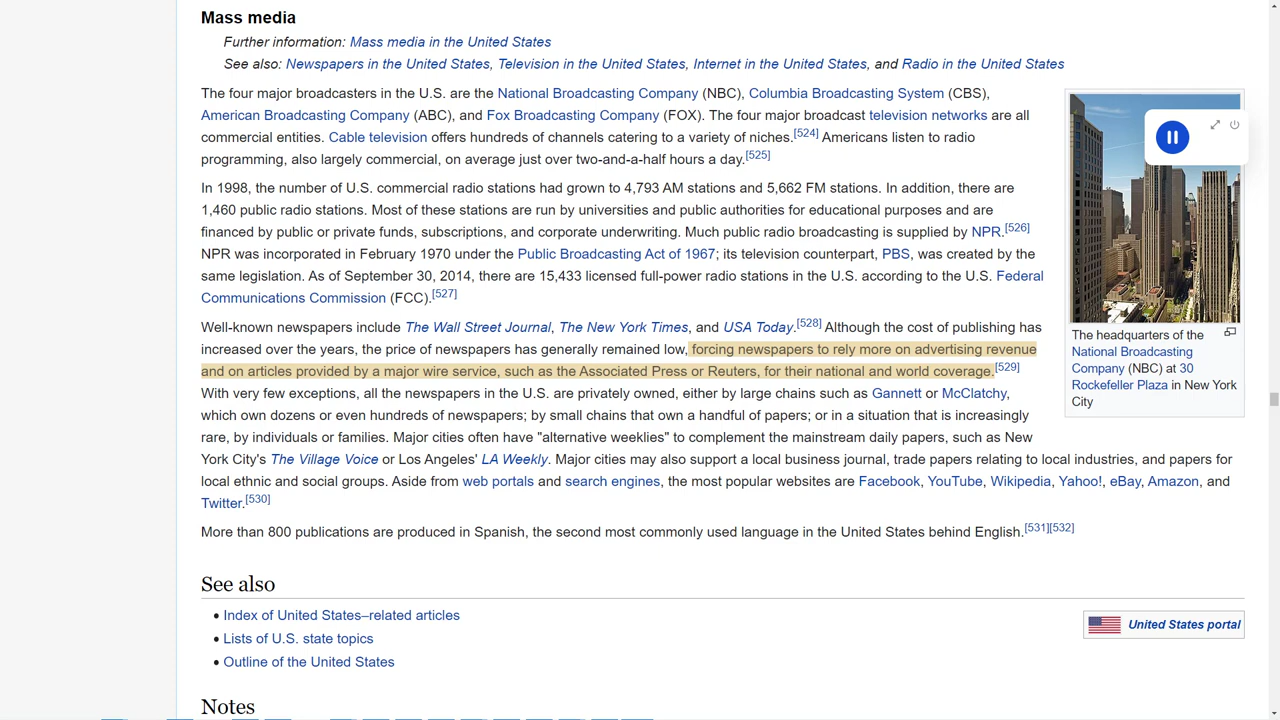 Mass media
Further information: Mass media in the United States
See also: Newspapers in the United States, Television in the United States, Internet in the United States, and Radio in the United States
The four major broadcasters in the U.S. are the National Broadcasting Company (NBC), Columbia Broadcasting System (CBS),
American Broadcasting Company (ABC), and Fox Broadcasting Company (FOX). The four major broadcast television networks are all
commercial entities. Cable television offers hundreds of channels catering to a variety of niches.[524] Americans listen to radio
programming, also largely commercial, on average just over two-and-a-half hours a day.[525]
In 1998, the number of U.S. commercial radio stations had grown to 4,793 AM stations and 5,662 FM stations. In addition, there are
1,460 public radio stations. Most of these stations are run by universities and public authorities for educational purposes and are
financed by public or private funds, subscriptions, and corporate underwriting. Much public radio broadcasting is supplied by NPR.[526]
NPR was incorporated in February 1970 under the Public Broadcasting Act of 1967; its television counterpart, PBS, was created by the
same legislation. As of September 30, 2014, there are 15,433 licensed full-power radio stations in the U.S. according to the U.S. Federal
Communications Commission (FCC).[527]
Well-known newspapers include The Wall Street Journal, The New York Times, and USA Today.[528] Although the cost of publishing has
increased over the years, the price of newspapers has generally remained low, forcing newspapers to rely more on advertising revenue
and on articles provided by a major wire service, such as the Associated Press or Reuters, for their national and world coverage.[529]
With very few exceptions, all the newspapers in the U.S. are privately owned, either by large chains such as Gannett or McClatchy,
which own dozens or even hundreds of newspapers; by small chains that own a handful of papers; or in a situation that is increasingly
rare, by individuals or families. Major cities often have "alternative weeklies" to complement the mainstream daily papers, such as New
York City's The Village Voice or Los Angeles' LA Weekly. Major cities may also support a local business journal, trade papers relating to local industries, and papers for
local ethnic and social groups. Aside from web portals and search engines, the most popular websites are Facebook, YouTube, Wikipedia, Yahoo!, eBay, Amazon, and
Twitter.[530]
More than 800 publications are produced in Spanish, the second most commonly used language in the United States behind English.[531][532]
The headquarters of the
National Broadcasting
Company (NBC) at 30
Rockefeller Plaza in New York
City
See also
• Index of United States–related articles
• Lists of U.S. state topics
• Outline of the United States
United States portal
Notes